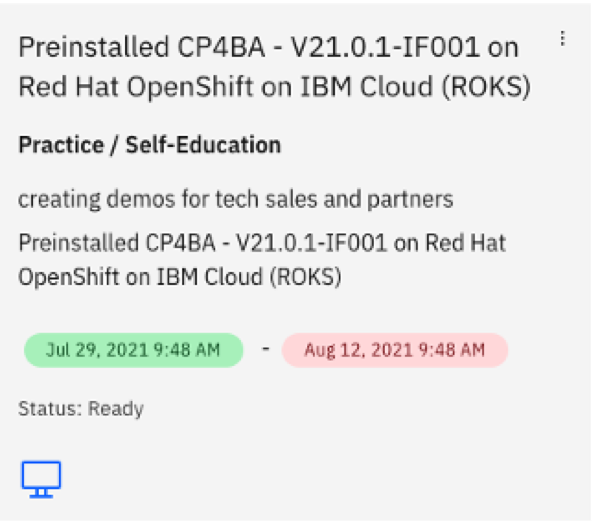 Preinstalled CP4BA - V21.0.1-IF001 on
Red Hat OpenShift on IBM Cloud (ROKS)
Practice / Self-Education
creating demos for tech sales and partners
Preinstalled CP4BA - V21.0.1-IF001 on Red Hat
OpenShift on IBM Cloud (ROKS)
Jul 29, 2021 9:48 AM - Aug 12, 2021 9:48 AM
Status: Ready